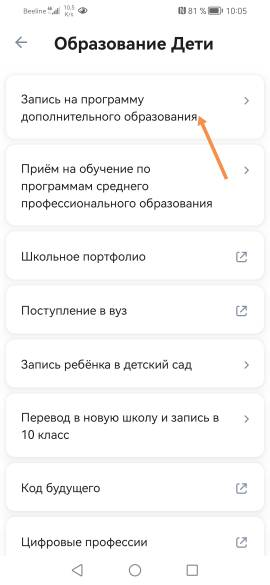 Beeline 4G 10,5 K/s 81 % 10:05
Образование Дети
Запись на программу
дополнительного образования
Приём на обучение по
программам среднего
профессионального образования
Школьное портфолио
Поступление в вуз
Запись ребёнка в детский сад
Перевод в новую школу и запись в
10 класс
Код будущего
Цифровые профессии